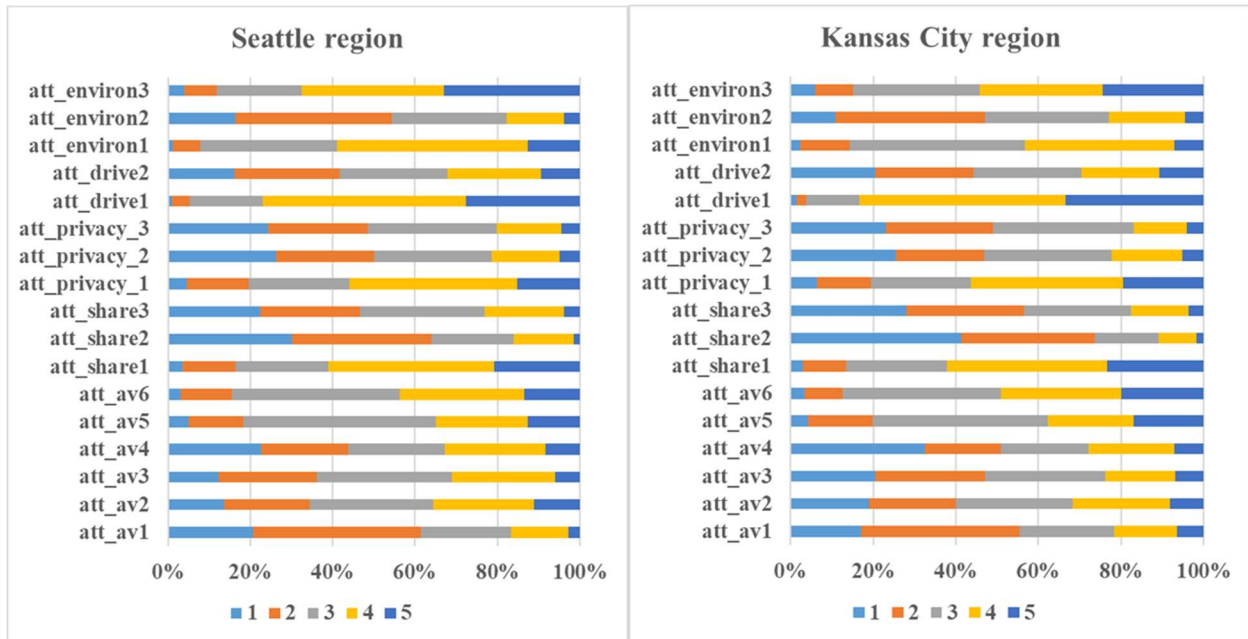 Seattle region
att_environ3
att_environ2
att_environ1
att_drive2
att_drive1
att_privacy_3
att_privacy_2
att_privacy_1
att_share3
att_share2
att_share1
att_av6
att_av5
att_av4
att_av3
att_av2
att_av1
0% 20% 40% 60% 80% 100%
1 2 3 4 5
Kansas City region
att_environ3
att_environ2
att_environ1
att_drive2
att_drive1
att_privacy_3
att_privacy_2
att_privacy_1
att_share3
att_share2
att_share1
att_av6
att_av5
att_av4
att_av3
att_av2
att_av1
0% 20% 40% 60% 80% 100%
1 2 3 4 5